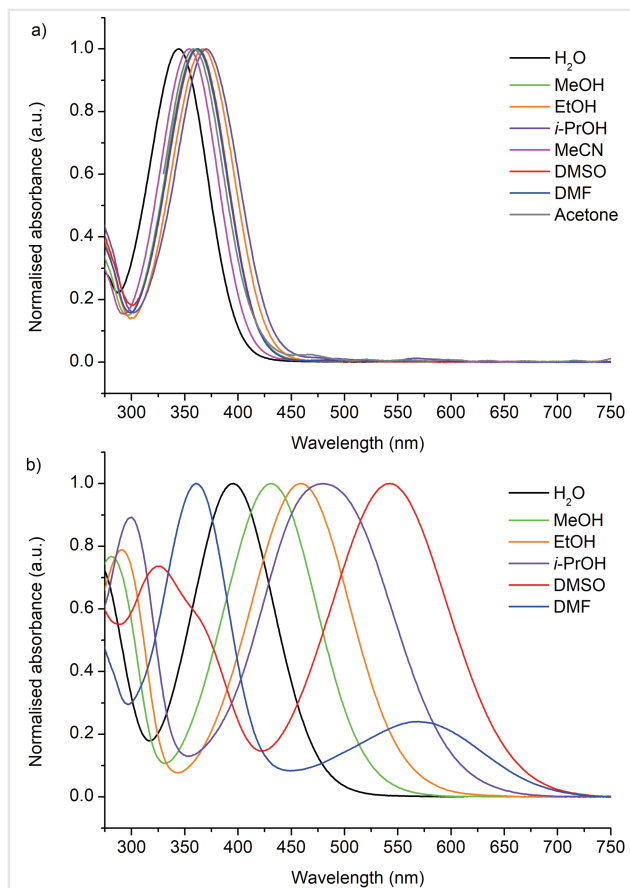 a)
Normalised absorbance (a.u.)
1.0
0.8
0.6
0.4
0.2
0.0
H₂O
MeOH
EtOH
i-PrOH
MeCN
DMSO
DMF
Acetone
300 350 400 450 500 550 600 650 700 750
Wavelength (nm)
b)
Normalised absorbance (a.u.)
1.0
0.8
0.6
0.4
0.2
0.0
H₂O
MeOH
EtOH
i-PrOH
DMSO
DMF
300 350 400 450 500 550 600 650 700 750
Wavelength (nm)